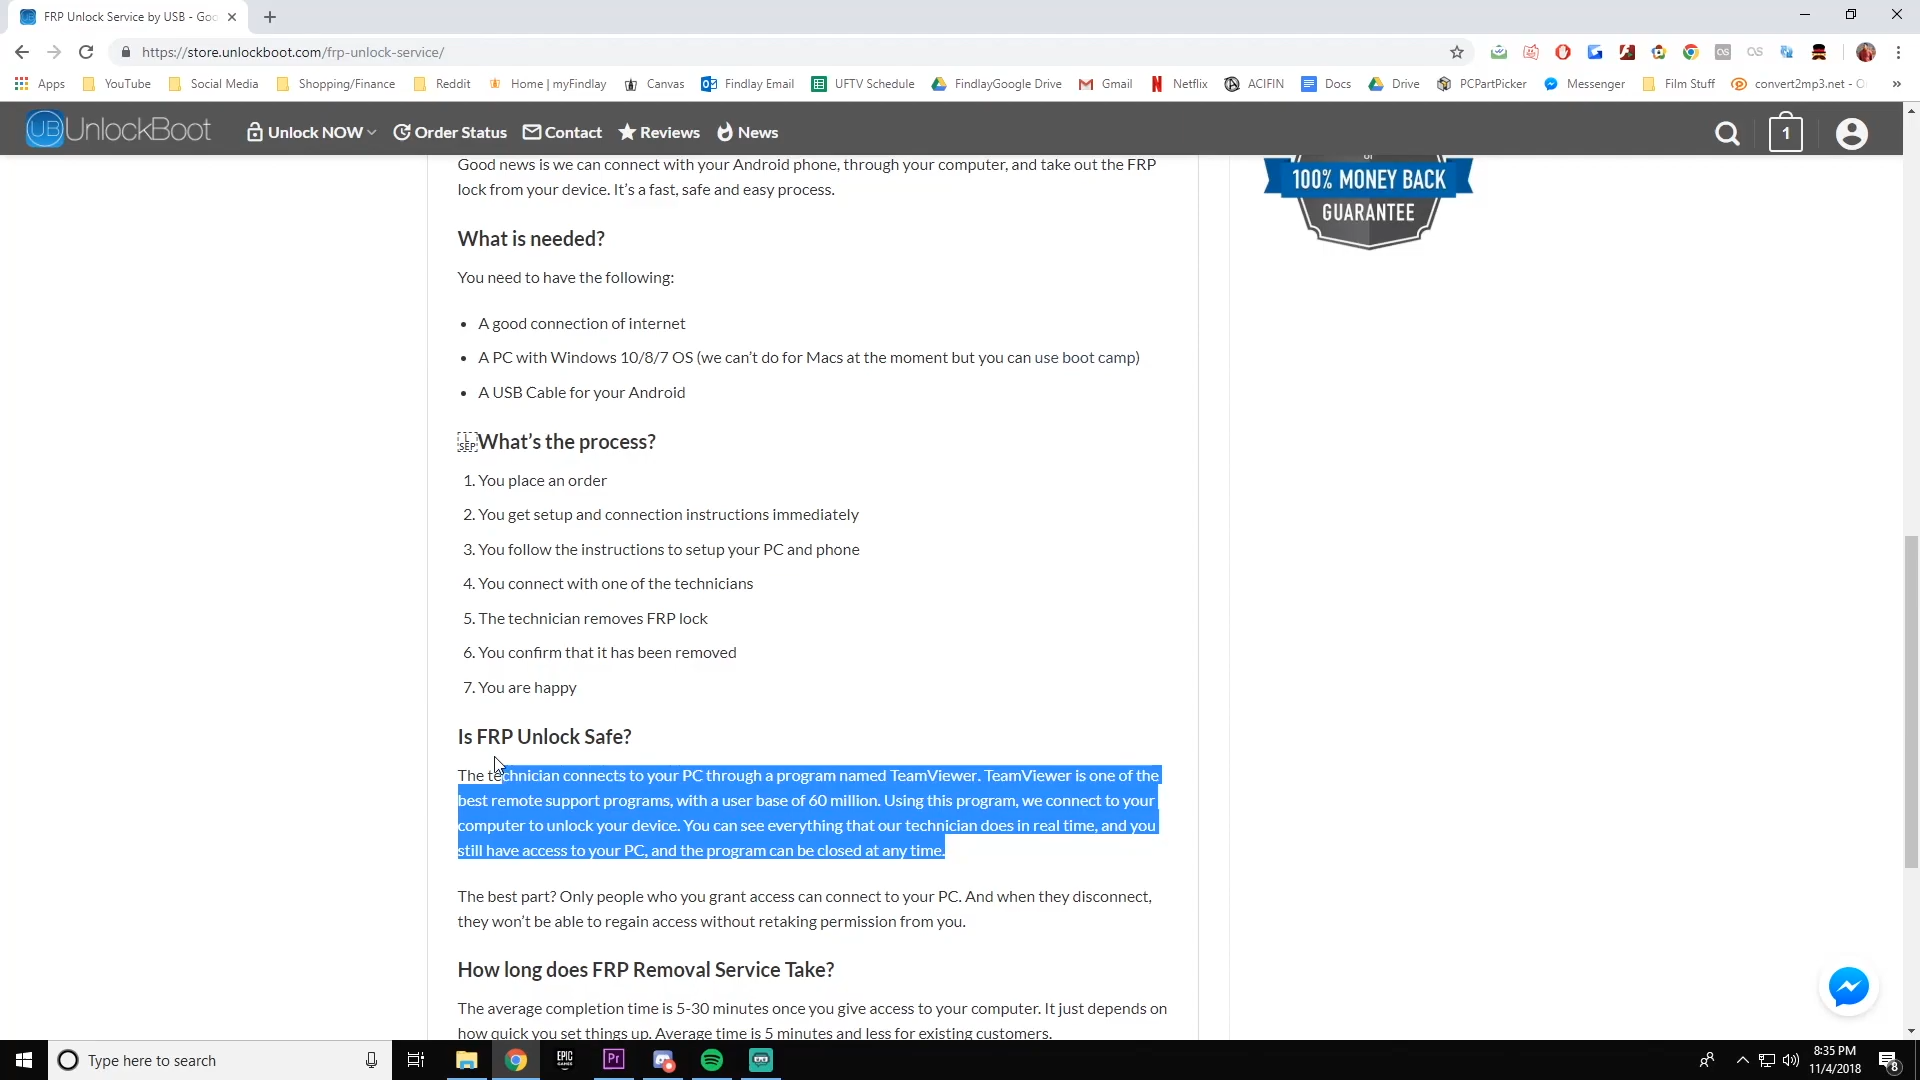 FRP Unlock Service by USB - Goo
https://store.unlockboot.com/frp-unlock-service/
Apps YouTube Social Media Shopping/Finance Reddit Home | myFindlay Canvas Findlay Email UFTV Schedule FindlayGoogle Drive Gmail Netflix ACIFIN Docs Drive PCPartPicker Messenger Film Stuff convert2mp3.net - O »
UB UnlockBoot Unlock NOW Order Status Contact Reviews News 1
Good news is we can connect with your Android phone, through your computer, and take out the FRP
lock from your device. It’s a fast, safe and easy process.
100% MONEY BACK
GUARANTEE
What is needed?
You need to have the following:
• A good connection of internet
• A PC with Windows 10/8/7 OS (we can’t do for Macs at the moment but you can use boot camp)
• A USB Cable for your Android
L SEP What’s the process?
1. You place an order
2. You get setup and connection instructions immediately
3. You follow the instructions to setup your PC and phone
4. You connect with one of the technicians
5. The technician removes FRP lock
6. You confirm that it has been removed
7. You are happy
Is FRP Unlock Safe?
The technician connects to your PC through a program named TeamViewer. TeamViewer is one of the
best remote support programs, with a user base of 60 million. Using this program, we connect to your
computer to unlock your device. You can see everything that our technician does in real time, and you
still have access to your PC, and the program can be closed at any time.
The best part? Only people who you grant access can connect to your PC. And when they disconnect,
they won’t be able to regain access without retaking permission from you.
How long does FRP Removal Service Take?
The average completion time is 5-30 minutes once you give access to your computer. It just depends on
how quick you set things up. Average time is 5 minutes and less for existing customers.
Type here to search
EPIC GAMES
Pr
8:35 PM
11/4/2018
8